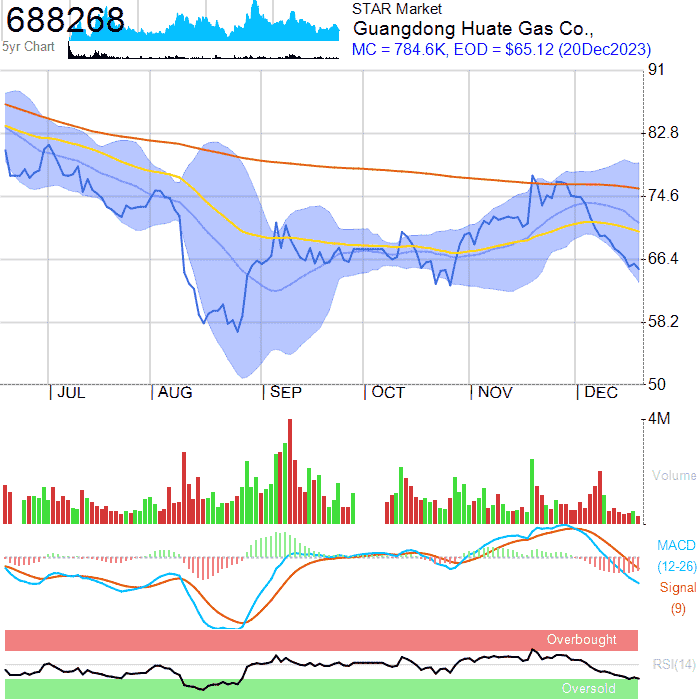 688268
5yr Chart
STAR Market
Guangdong Huate Gas Co.,
MC = 784.6K, EOD = $65.12 (20Dec2023)
91
82.8
74.6
66.4
58.2
50
JUL AUG SEP OCT NOV DEC
4M
Volume
MACD
(12-26)
Signal
(9)
Overbought
RSI(14)
Oversold